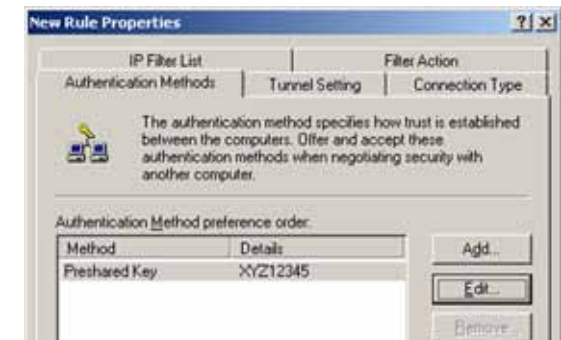 New Rule Properties ? X
IP Filter List Filter Action
Authentication Methods Tunnel Setting Connection Type
The authentication method specifies how trust is established
between the computers. Offer and accept these
authentication methods when negotiating security with
another computer.
Authentication Method preference order:
Method Details Add...
Preshared Key XYZ12345
Edit...
Remove